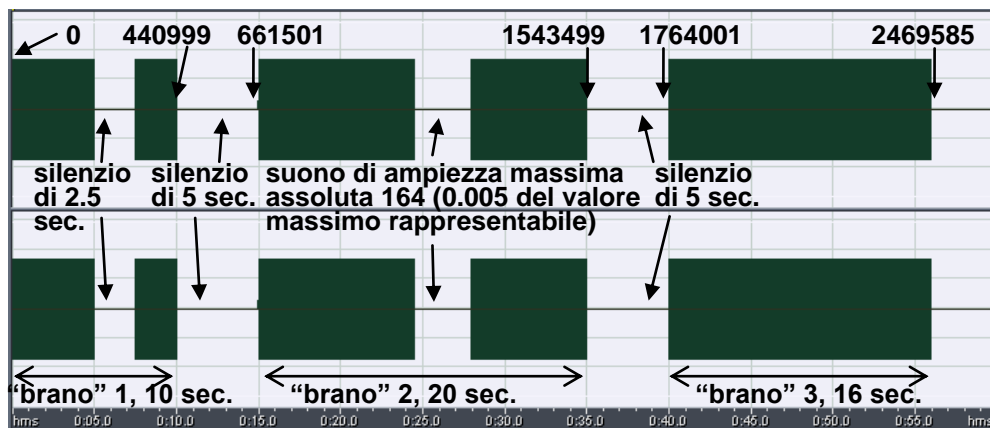 0 440999 661501 1543499 1764001 2469585
silenzio di 2.5 sec.
silenzio di 5 sec.
suono di ampiezza massima assoluta 164 (0.005 del valore massimo rappresentabile)
silenzio di 5 sec.
“brano” 1, 10 sec. “brano” 2, 20 sec. “brano” 3, 16 sec.
hms 0:05.0 0:10.0 0:15.0 0:20.0 0:25.0 0:30.0 0:35.0 0:40.0 0:45.0 0:50.0 0:55.0 hms